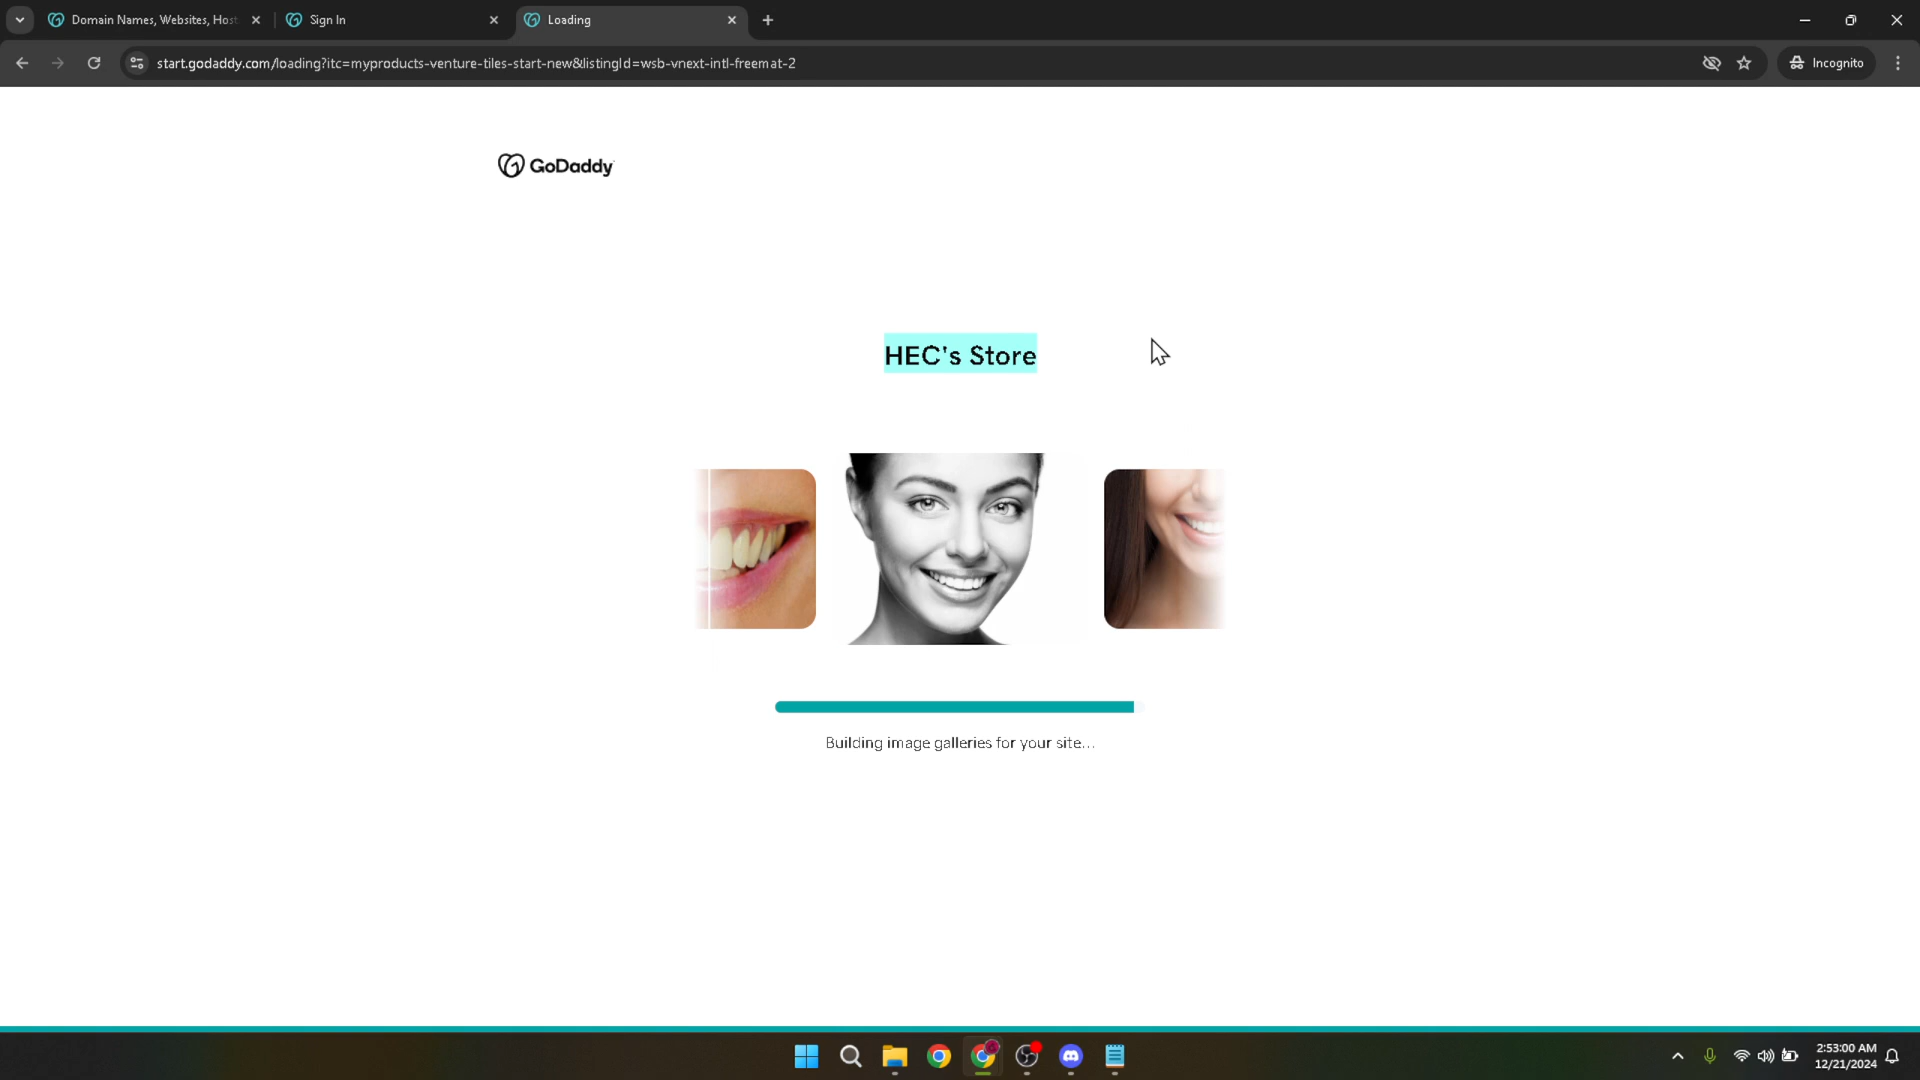 Domain Names, Websites, Host
Sign In
Loading
start.godaddy.com/loading?itc=myproducts-venture-tiles-start-new&listingId=wsb-vnext-intl-freemat-2
Incognito
GoDaddy
HEC's Store
Building image galleries for your site...
2:53:00 AM
12/21/2024